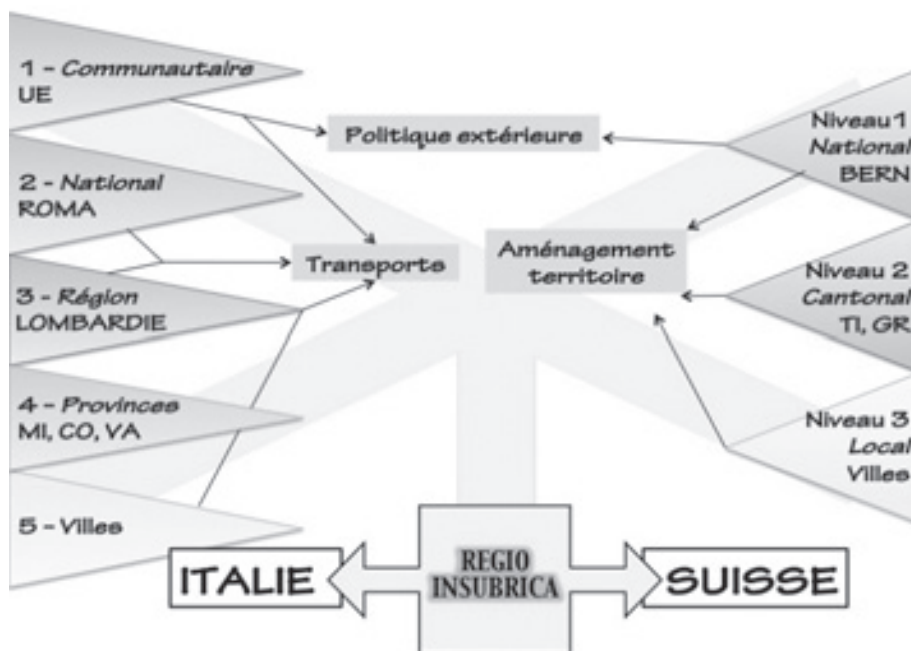 1 - Communautaire
UE
2 - National
ROMA
3 - Région
LOMBARDIE
4 - Provinces
MI, CO, VA
5 - Villes
Politique extérieure
Transports
Aménagement
territoire
Niveau 1
National
BERN
Niveau 2
Cantonal
TI, GR
Niveau 3
Local
Villes
ITALIE
REGIO
INSUBRICA
SUISSE